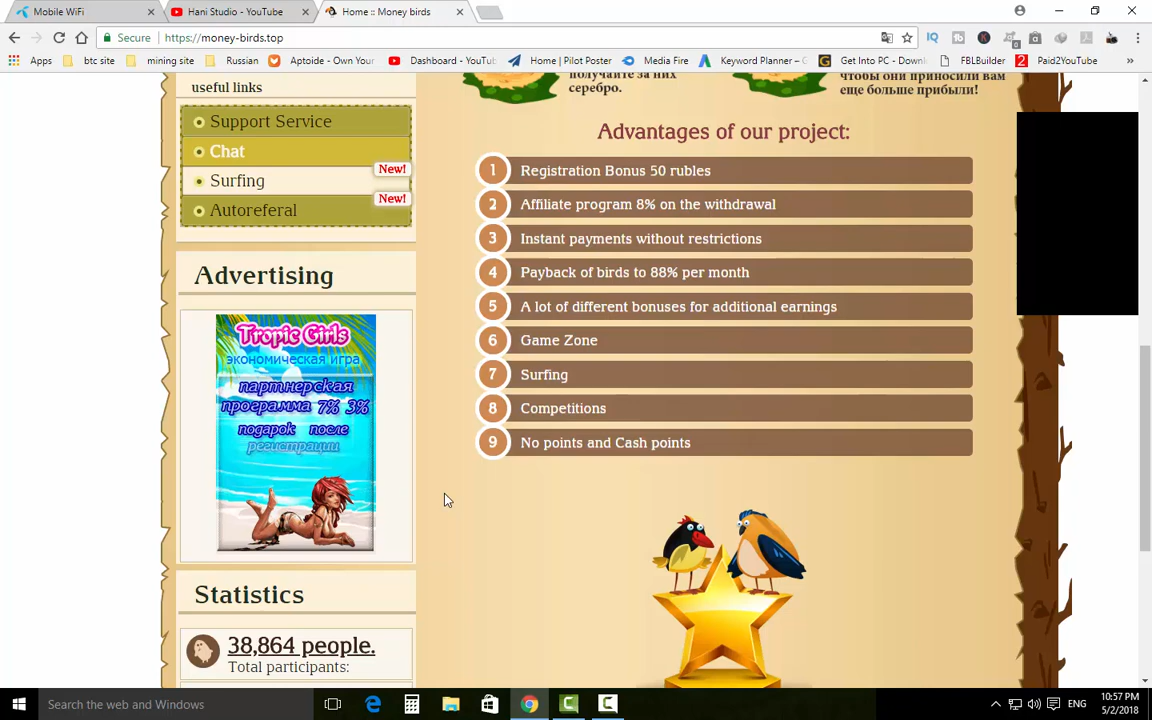 Mobile WiFi
Hani Studio - YouTube
Home :: Money birds
Secure
https://money-birds.top
Apps
btc site
mining site
Russian
Aptoide - Own Your
Dashboard - YouTu
Home | Pilot Poster
Media Fire
Keyword Planner –
Get Into PC - Downl
FBLBuilder
2 Paid2YouTube
»
useful links
Support Service
Chat
New!
Surfing
New!
Autoreferal
Advertising
Tropic Girls
экономическая игра
партнерская
программа 7% 3%
подарок после
регистрации
Statistics
38,864 people.
Total participants:
получайте за них
серебро.
чтобы они приносили вам
еще больше прибыли!
Advantages of our project:
1 Registration Bonus 50 rubles
2 Affiliate program 8% on the withdrawal
3 Instant payments without restrictions
4 Payback of birds to 88% per month
5 A lot of different bonuses for additional earnings
6 Game Zone
7 Surfing
8 Competitions
9 No points and Cash points
Search the web and Windows
ENG
10:57 PM
5/2/2018